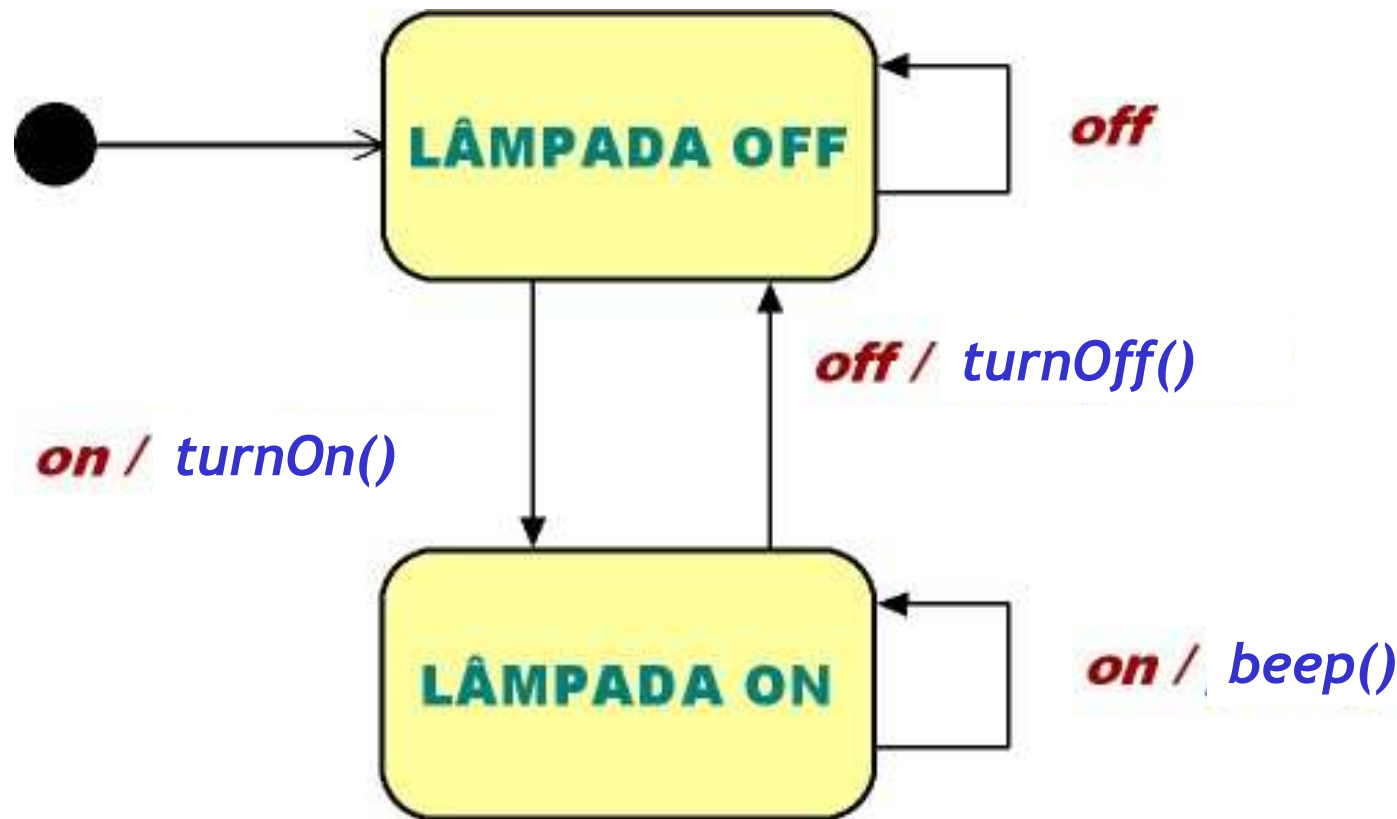 LÂMPADA OFF
off
off / turnOff()
on / turnOn()
LÂMPADA ON
on / beep()